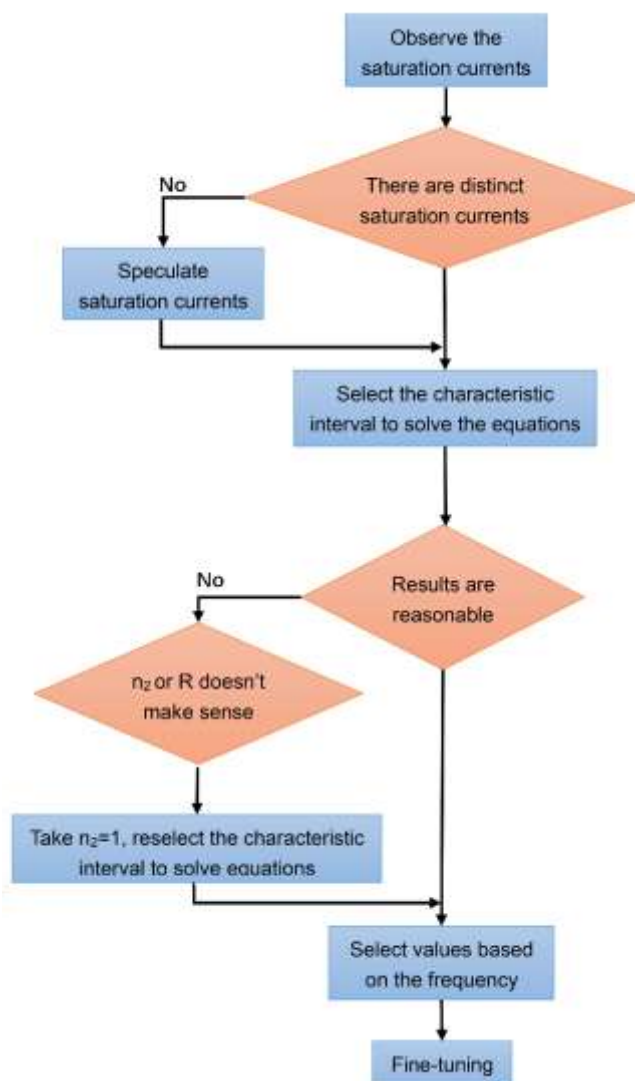 Observe the
saturation currents
There are distinct
saturation currents
No
Speculate
saturation currents
Select the characteristic
interval to solve the equations
Results are
reasonable
No
n₂ or R doesn't
make sense
Take n₂=1, reselect the characteristic
interval to solve equations
Select values based
on the frequency
Fine-tuning